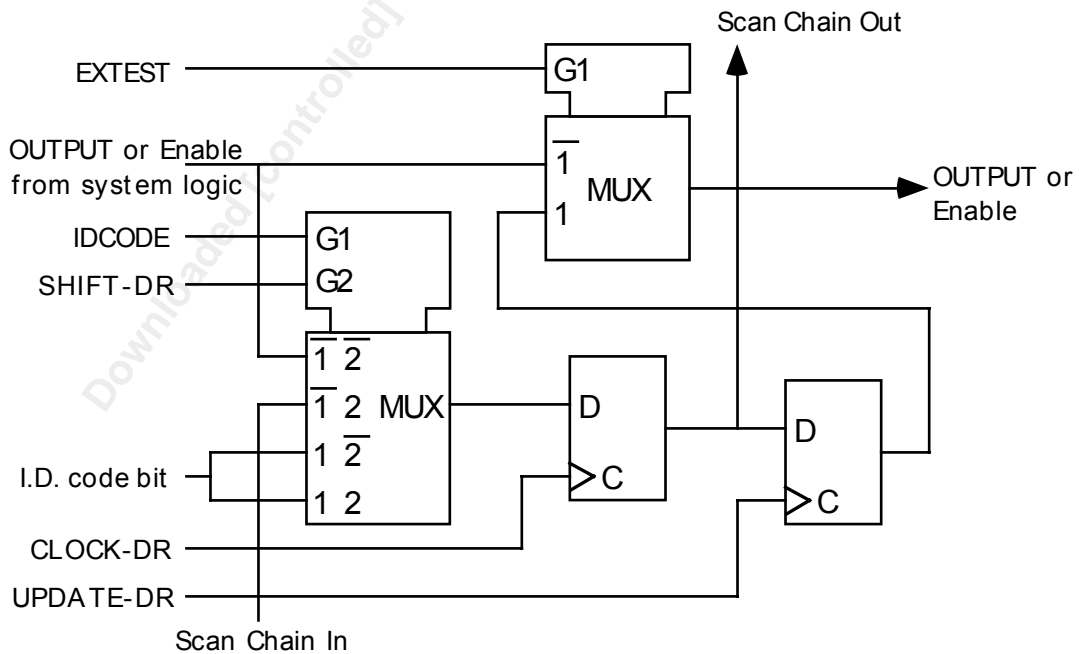 Scan Chain Out
EXTEST
G1
OUTPUT or Enable
from system logic
1
MUX
1
OUTPUT or
Enable
IDCODE
G1
SHIFT-DR
G2
1 2
1 2 MUX
1 2
1 2
I.D. code bit
D
C
D
C
CLOCK-DR
UPDATE-DR
Scan Chain In
Downloaded [controlled]